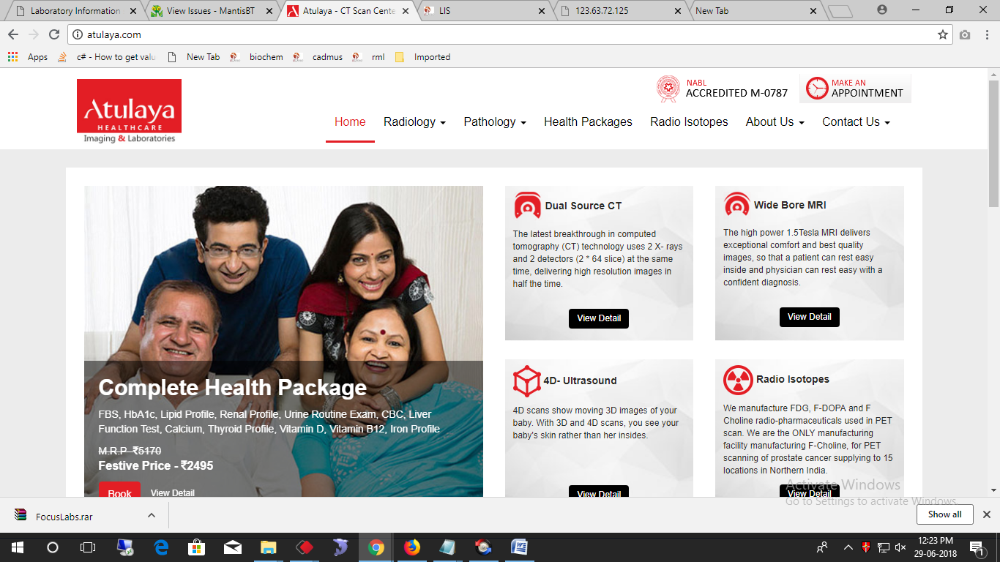 Laboratory Information
View Issues - MantisBT
Atulaya - CT Scan Cente
LIS
123.63.72.125
New Tab
atulaya.com
Apps
c# - How to get valu
New Tab
biochem
cadmus
rml
Imported
Atulaya
HEALTHCARE
Imaging & Laboratories
NABL
ACCREDITED M-0787
MAKE AN
APPOINTMENT
Home
Radiology
Pathology
Health Packages
Radio Isotopes
About Us
Contact Us
Complete Health Package
FBS, HbA1c, Lipid Profile, Renal Profile, Urine Routine Exam, CBC, Liver
Function Test, Calcium, Thyroid Profile, Vitamin D, Vitamin B12, Iron Profile
M.R.P ₹5170
Festive Price - ₹2495
Book
View Detail
Dual Source CT
The latest breakthrough in computed
tomography (CT) technology uses 2 X- rays
and 2 detectors (2 * 64 slice) at the same
time, delivering high resolution images in
half the time.
View Detail
Wide Bore MRI
The high power 1.5Tesla MRI delivers
exceptional comfort and best quality
images, so that a patient can rest easy
inside and physician can rest easy with a
confident diagnosis.
View Detail
4D- Ultrasound
4D scans show moving 3D images of your
baby. With 3D and 4D scans, you see your
baby's skin rather than her insides.
View Detail
Radio Isotopes
We manufacture FDG, F-DOPA and F
Choline radio-pharmaceuticals used in PET
scan. We are the ONLY manufacturing
facility manufacturing F-Choline, for PET
scanning of prostate cancer supplying to 15
locations in Northern India.
View Detail
Activate Windows
Go to Settings to activate Windows.
FocusLabs.rar
Show all
12:23 PM
29-06-2018
1